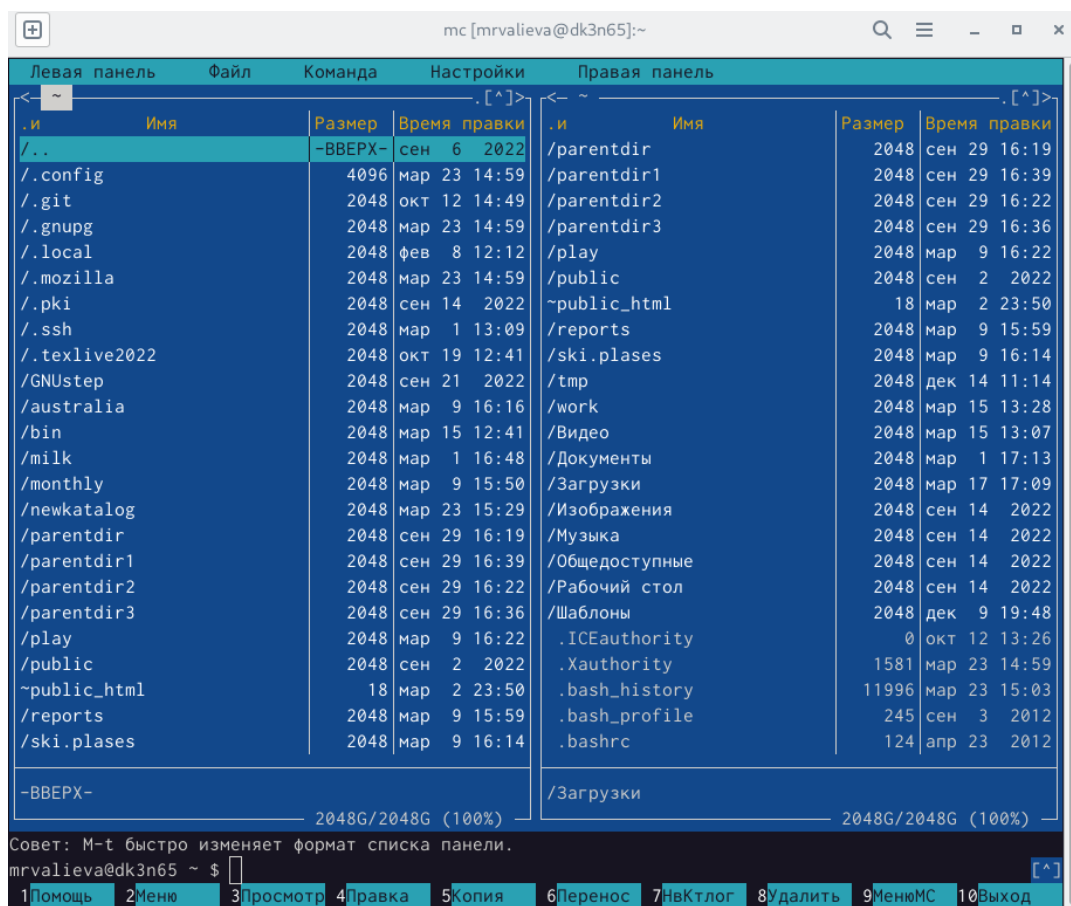 mc [mrvalieva@dk3n65]:~
Левая панель Файл Команда Настройки Правая панель
<— ~ .[^]> <— ~ .[^]>
.и Имя Размер Время правки .и Имя Размер Время правки
/.. -ВВЕРХ- сен 6 2022 /parentdir 2048 сен 29 16:19
/.config 4096 мар 23 14:59 /parentdir1 2048 сен 29 16:39
/.git 2048 окт 12 14:49 /parentdir2 2048 сен 29 16:22
/.gnupg 2048 мар 23 14:59 /parentdir3 2048 сен 29 16:36
/.local 2048 фев 8 12:12 /play 2048 мар 9 16:22
/.mozilla 2048 мар 23 14:59 /public 2048 сен 2 2022
/.pki 2048 сен 14 2022 ~public_html 18 мар 2 23:50
/.ssh 2048 мар 1 13:09 /reports 2048 мар 9 15:59
/.texlive2022 2048 окт 19 12:41 /ski.plases 2048 мар 9 16:14
/GNUstep 2048 сен 21 2022 /tmp 2048 дек 14 11:14
/australia 2048 мар 9 16:16 /work 2048 мар 15 13:28
/bin 2048 мар 15 12:41 /Видео 2048 мар 15 13:07
/milk 2048 мар 1 16:48 /Документы 2048 мар 1 17:13
/monthly 2048 мар 9 15:50 /Загрузки 2048 мар 17 17:09
/newkatalog 2048 мар 23 15:29 /Изображения 2048 сен 14 2022
/parentdir 2048 сен 29 16:19 /Музыка 2048 сен 14 2022
/parentdir1 2048 сен 29 16:39 /Общедоступные 2048 сен 14 2022
/parentdir2 2048 сен 29 16:22 /Рабочий стол 2048 сен 14 2022
/parentdir3 2048 сен 29 16:36 /Шаблоны 2048 дек 9 19:48
/play 2048 мар 9 16:22 .ICEauthority 0 окт 12 13:26
/public 2048 сен 2 2022 .Xauthority 1581 мар 23 14:59
~public_html 18 мар 2 23:50 .bash_history 11996 мар 23 15:03
/reports 2048 мар 9 15:59 .bash_profile 245 сен 3 2012
/ski.plases 2048 мар 9 16:14 .bashrc 124 апр 23 2012
-ВВЕРХ- /Загрузки
2048G/2048G (100%) 2048G/2048G (100%)
Совет: M-t быстро изменяет формат списка панели.
mrvalieva@dk3n65 ~ $ [^]
1Помощь 2Меню 3Просмотр 4Правка 5Копия 6Перенос 7НвКтлог 8Удалить 9МенюМС 10Выход